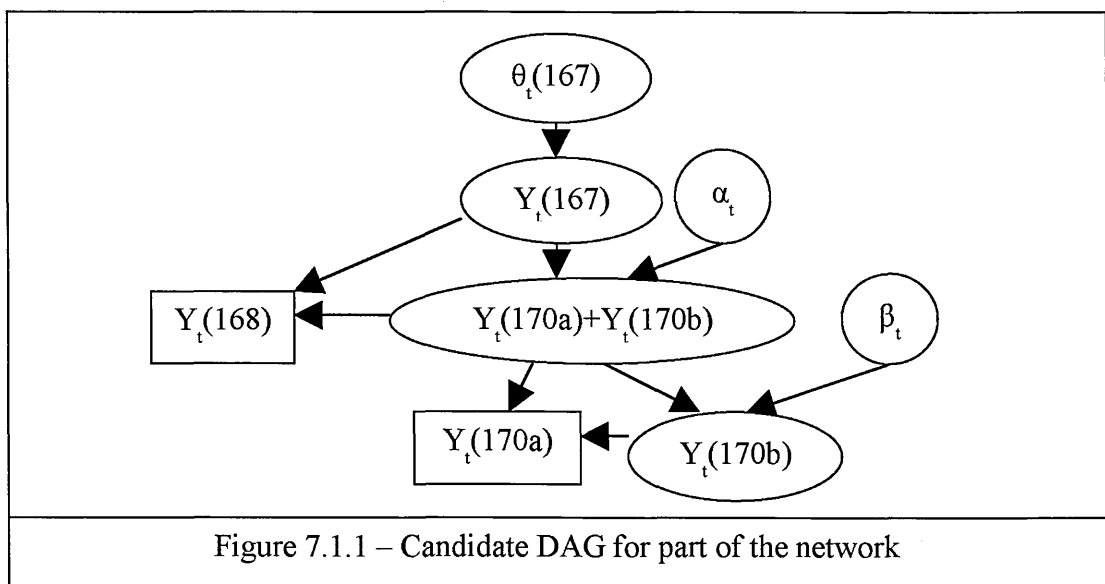 θₜ(167)
Yₜ(167)
αₜ
Yₜ(168)
Yₜ(170a)+Yₜ(170b)
βₜ
Yₜ(170a)
Yₜ(170b)
Figure 7.1.1 – Candidate DAG for part of the network